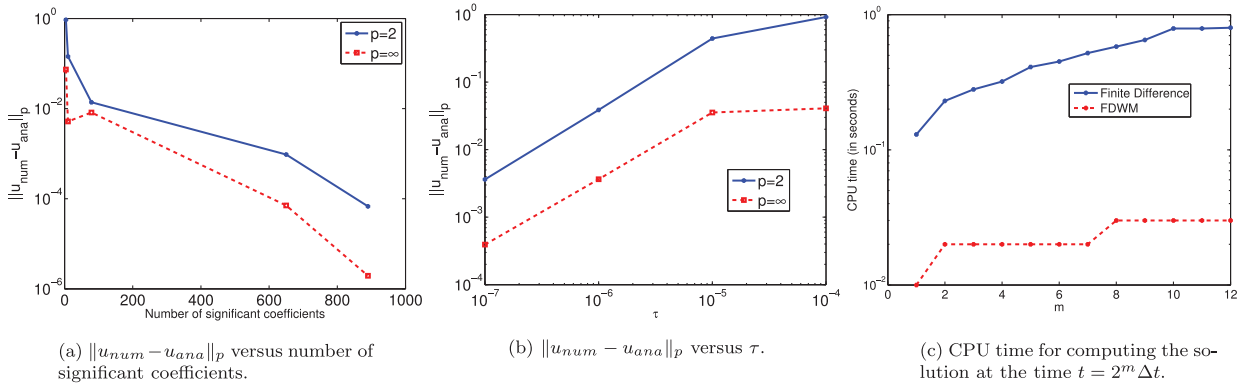 10^0
10^−2
10^−4
10^−6
||u_num−u_ana||_p
0 200 400 600 800 1000
Number of significant coefficients
p=2
p=∞
(a) ‖u_num − u_ana‖_p versus number of
significant coefficients.
10^0
10^−1
10^−2
10^−3
10^−4
||u_num−u_ana||_p
10^−7 10^−6 10^−5 10^−4
τ
p=2
p=∞
(b) ‖u_num − u_ana‖_p versus τ.
10^0
10^−1
10^−2
CPU time (in seconds)
0 2 4 6 8 10 12
m
Finite Difference
FDWM
(c) CPU time for computing the so-
lution at the time t = 2^m Δt.